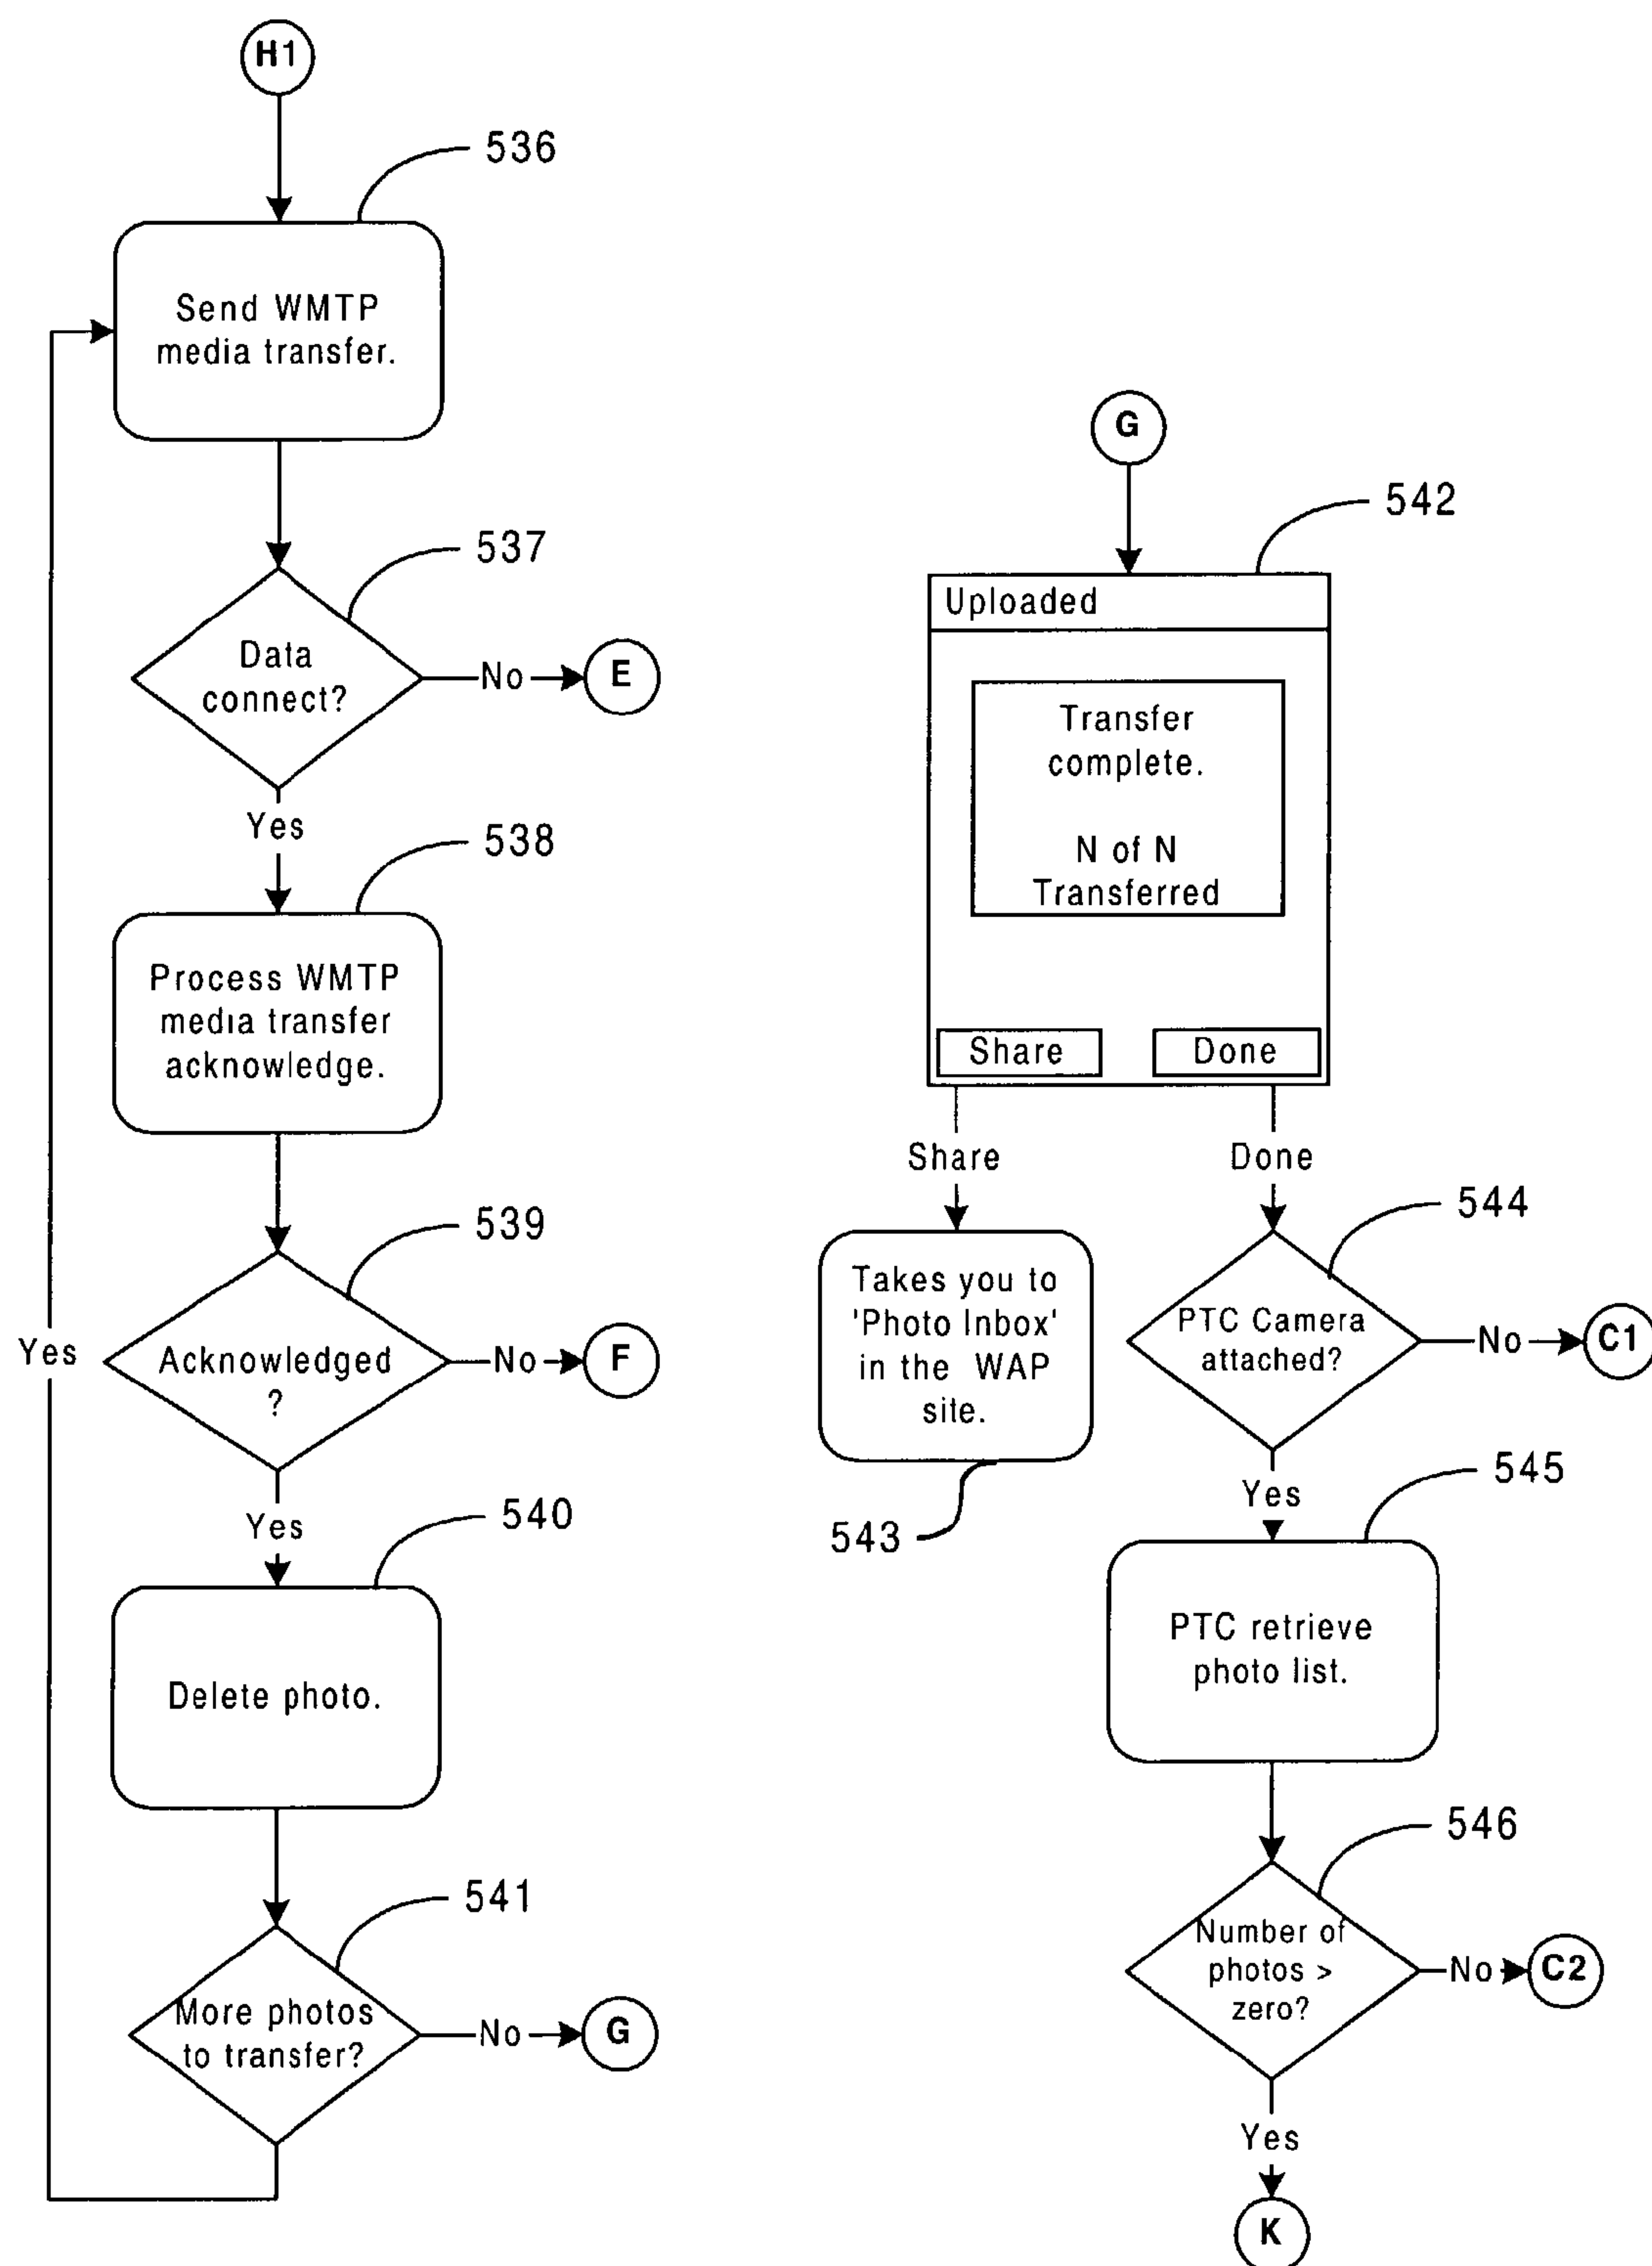 H1
536
Send WMTP
media transfer.
537
Data
connect?
No
E
Yes
538
Process WMTP
media transfer
acknowledge.
539
Acknowledged
?
No
F
Yes
Yes
540
Delete photo.
541
More photos
to transfer?
No
G
G
542
Uploaded
Transfer
complete.
N of N
Transferred
Share
Done
Share
Done
Takes you to
'Photo Inbox'
in the WAP
site.
543
544
PTC Camera
attached?
No
C1
Yes
545
PTC retrieve
photo list.
546
Number of
photos >
zero?
No
C2
Yes
K